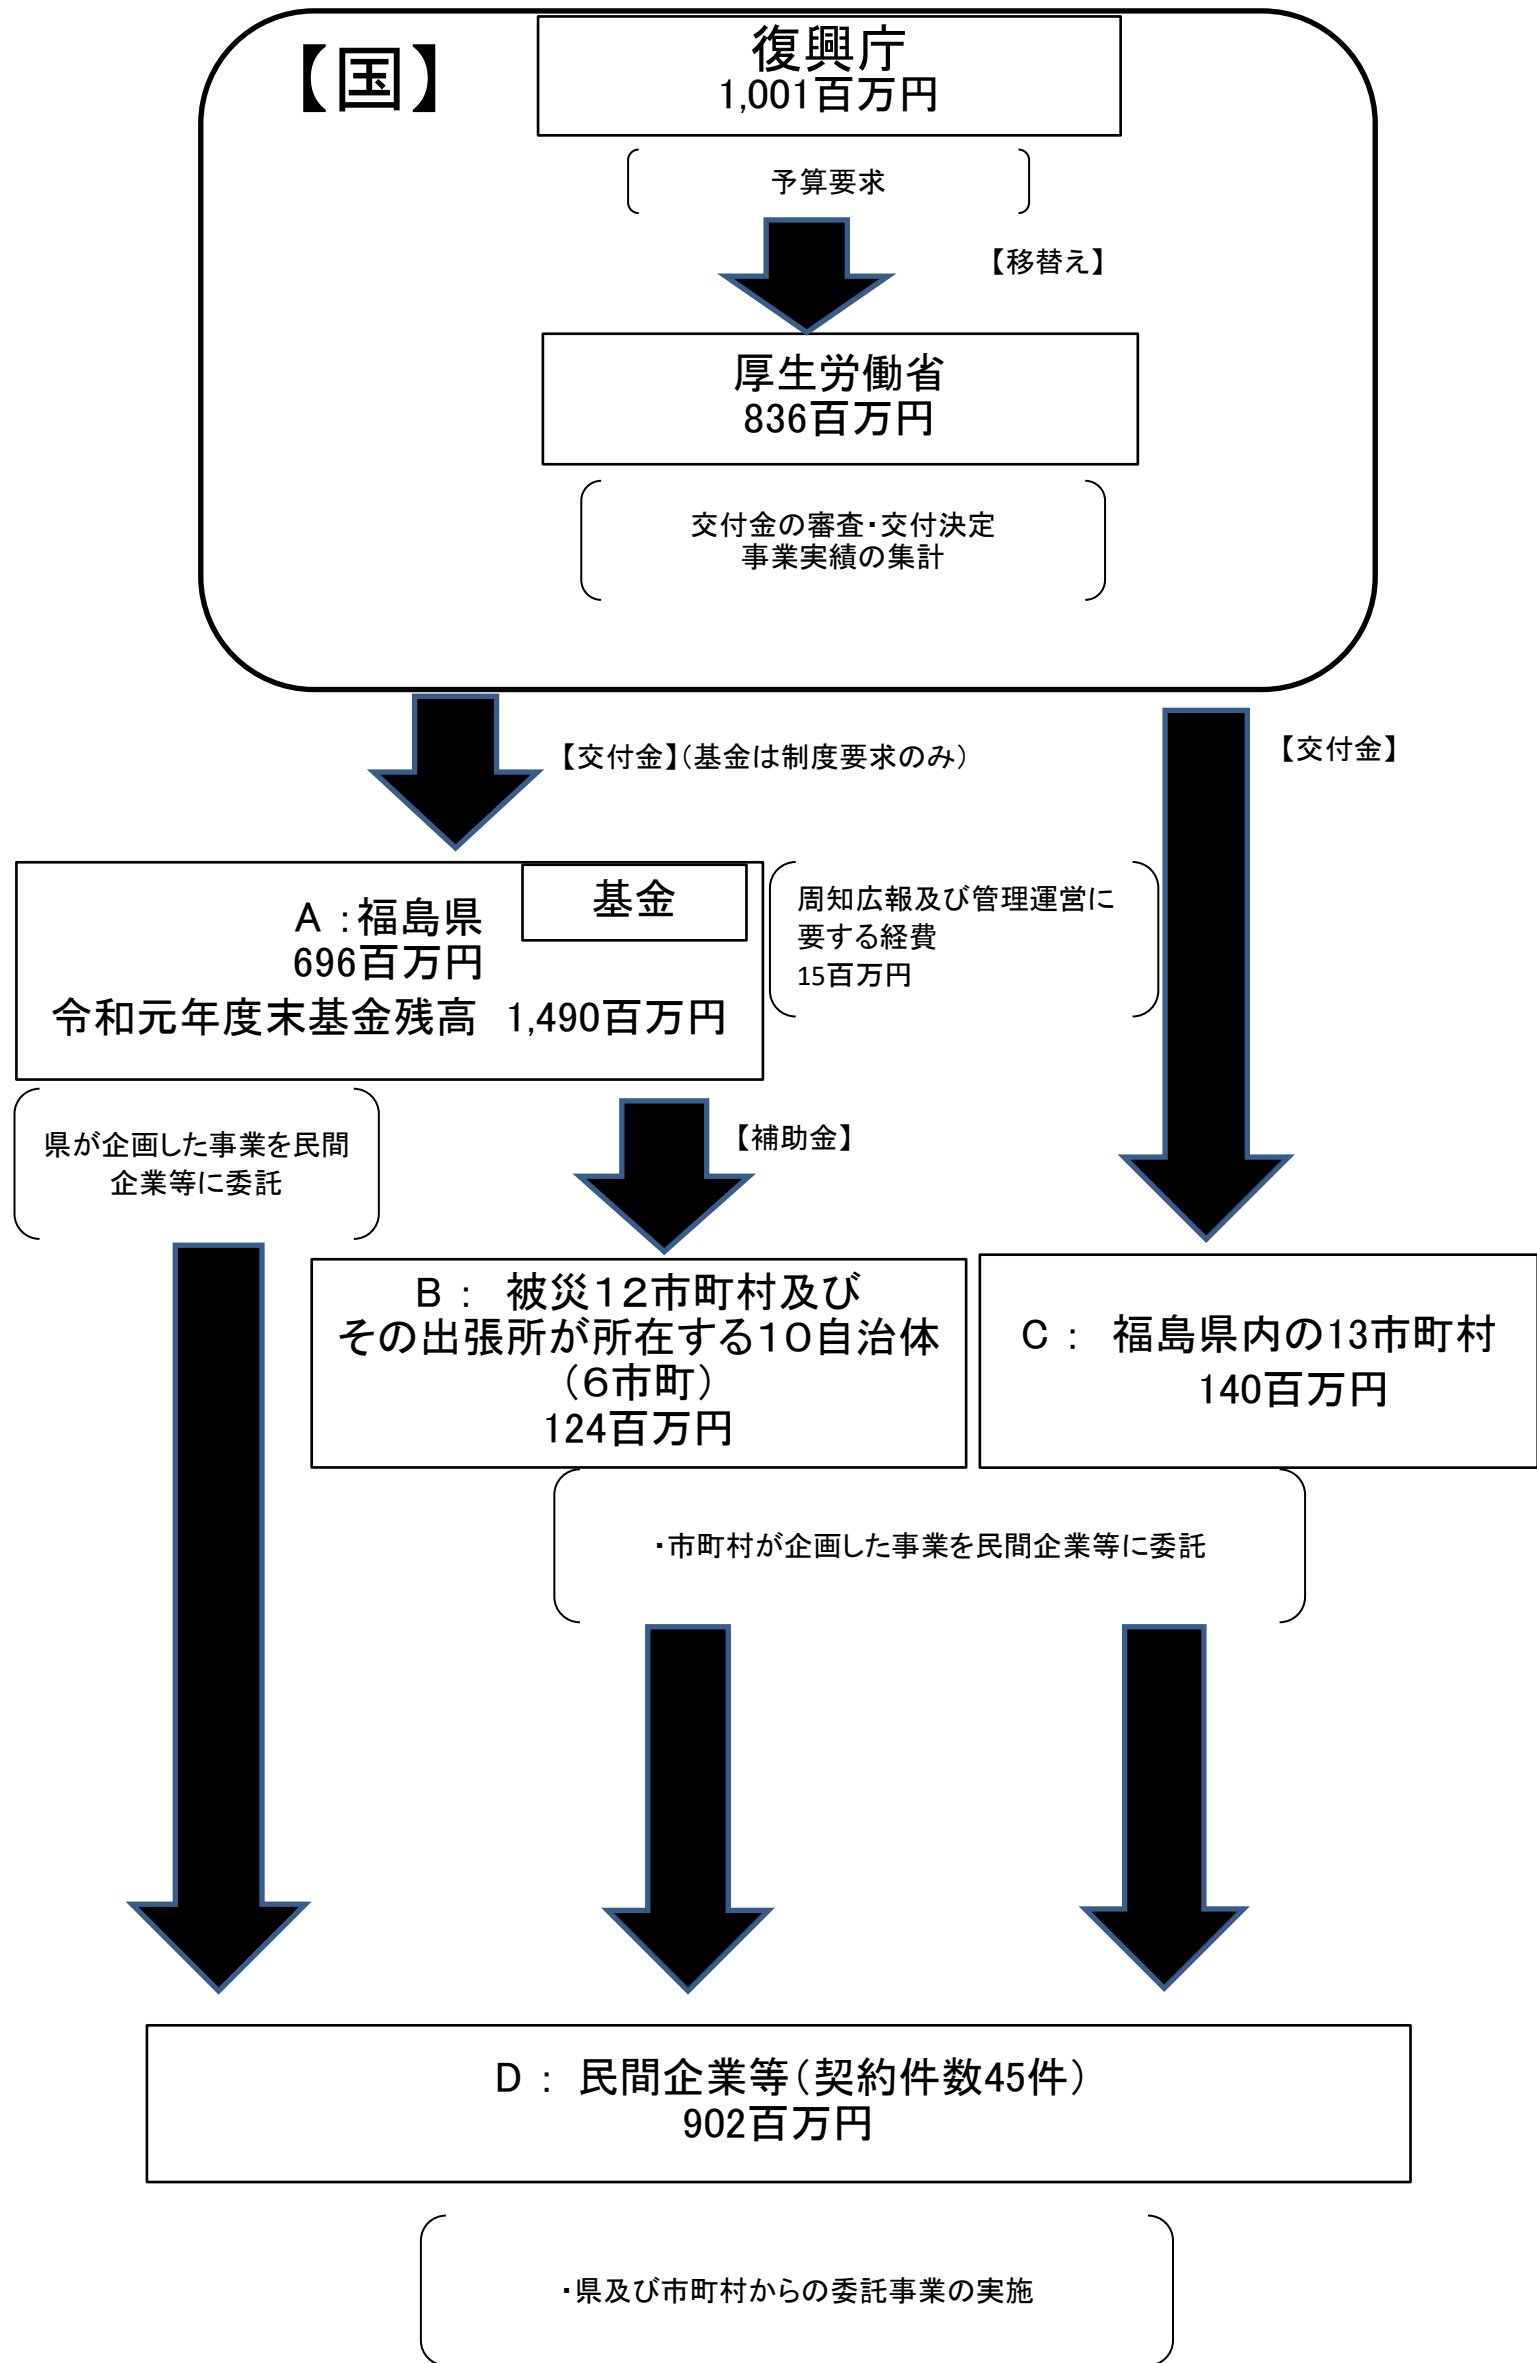 【国】
復興庁
1,001百万円
予算要求
【移替え】
厚生労働省
836百万円
交付金の審査・交付決定
事業実績の集計
【交付金】（基金は制度要求のみ）
【交付金】
基金
A ：福島県
696百万円
令和元年度末基金残高　1,490百万円
周知広報及び管理運営に
要する経費
15百万円
県が企画した事業を民間
企業等に委託
【補助金】
B ：　被災１２市町村及び
その出張所が所在する１０自治体
（６市町）
124百万円
C ：　福島県内の13市町村
140百万円
・市町村が企画した事業を民間企業等に委託
D ：　民間企業等（契約件数45件）
902百万円
・県及び市町村からの委託事業の実施